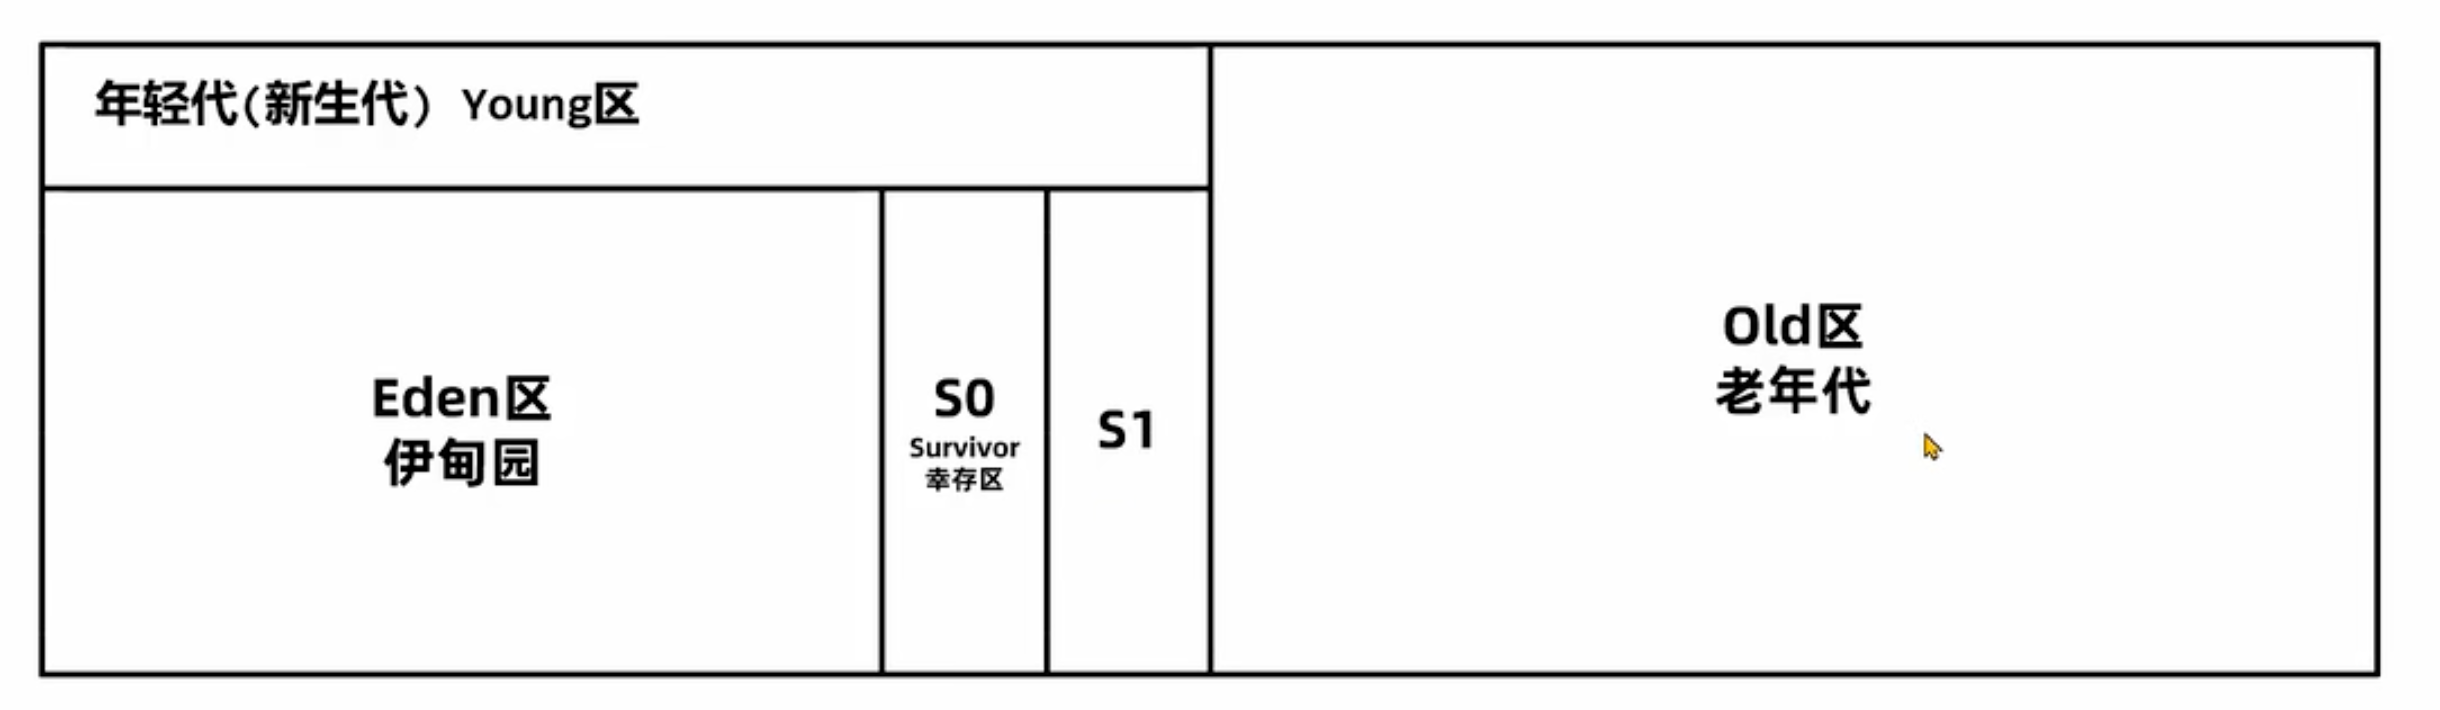 年轻代(新生代) Young区
Eden区
伊甸园
S0
Survivor
幸存区
S1
Old区
老年代